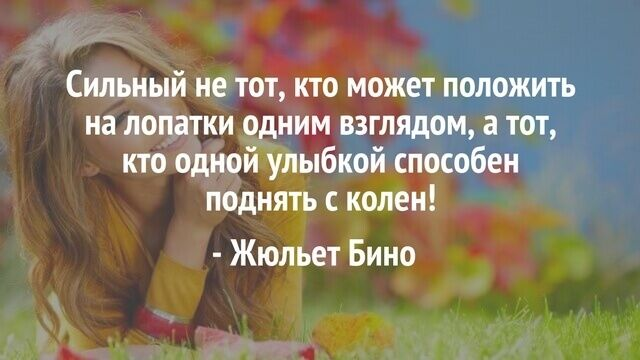 Сильный не тот, кто может положить
на лопатки одним взглядом, а тот,
кто одной улыбкой способен
поднять с колен!
- Жюльет Бино